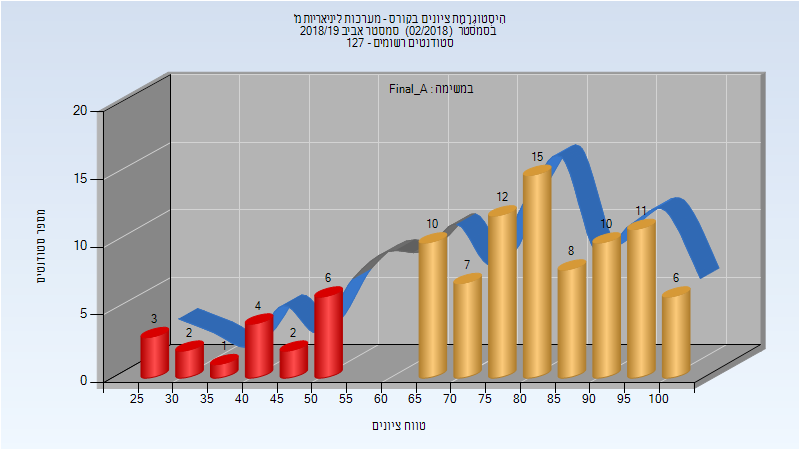 היסטוגרמת ציונים בקורס - מערכות ליניאריות מ'
בסמסטר (02/2018) סמסטר אביב 2018/19
סטודנטים רשומים - 127
במשימה : Final_A
מספר סטודנטים
20
15
10
5
0
3
2
1
4
2
6
10
7
12
15
8
10
11
6
25 30 35 40 45 50 55 60 65 70 75 80 85 90 95 100
טווח ציונים